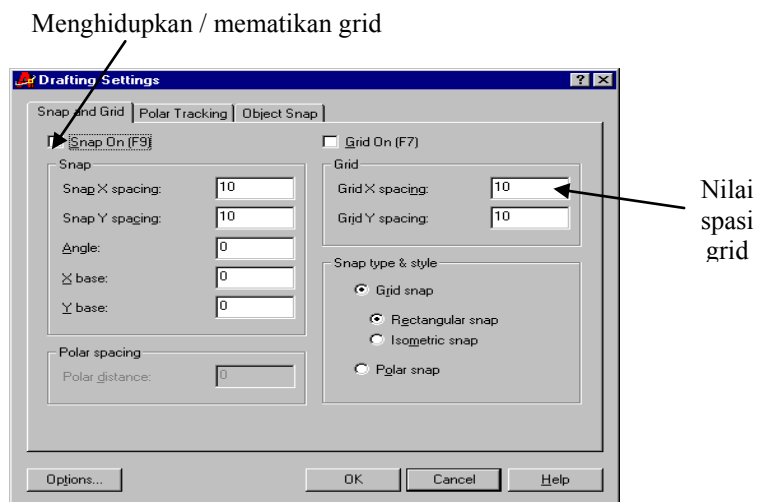 Menghidupkan / mematikan grid
Drafting Settings
Snap and Grid Polar Tracking Object Snap
Snap On (F9)
Grid On (F7)
Snap
Snap X spacing: 10
Snap Y spacing: 10
Angle: 0
X base: 0
Y base: 0
Polar spacing
Polar distance: 0
Grid
Grid X spacing: 10
Grid Y spacing: 10
Snap type & style
Grid snap
Rectangular snap
Isometric snap
Polar snap
Options... OK Cancel Help
Nilai
spasi
grid